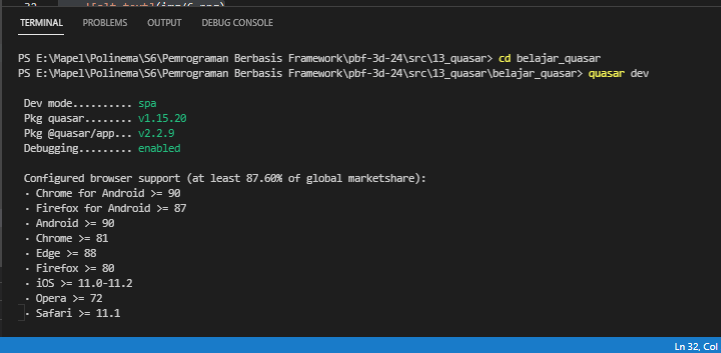 TERMINAL PROBLEMS OUTPUT DEBUG CONSOLE
PS E:\Mapel\Polinema\S6\Pemrograman Berbasis Framework\pbf-3d-24\src\13_quasar> cd belajar_quasar
PS E:\Mapel\Polinema\S6\Pemrograman Berbasis Framework\pbf-3d-24\src\13_quasar\belajar_quasar> quasar dev
Dev mode.......... spa
Pkg quasar........ v1.15.20
Pkg @quasar/app... v2.2.9
Debugging......... enabled
Configured browser support (at least 87.60% of global marketshare):
· Chrome for Android >= 90
· Firefox for Android >= 87
· Android >= 90
· Chrome >= 81
· Edge >= 88
· Firefox >= 80
· iOS >= 11.0-11.2
· Opera >= 72
· Safari >= 11.1
Ln 32, Col